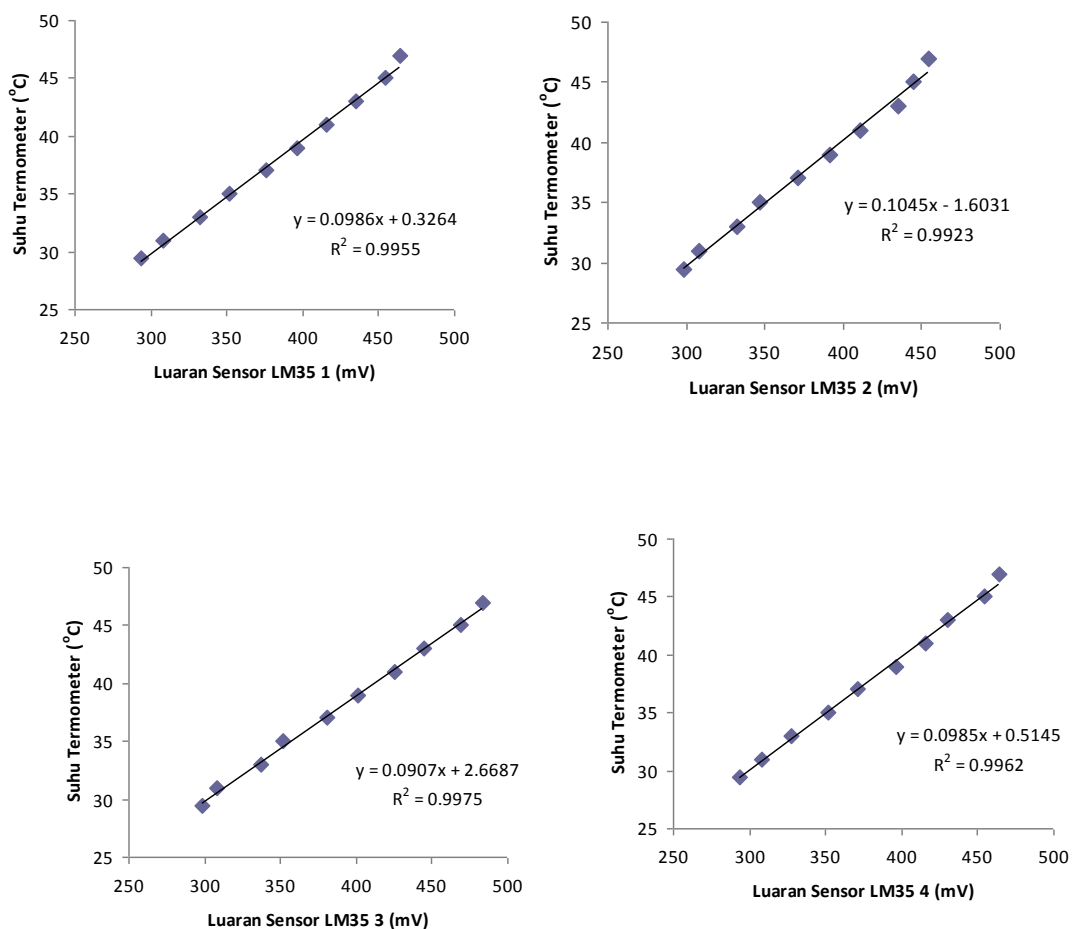 50
45
40
35
30
25
250 300 350 400 450 500
Suhu Termometer (°C)
Luaran Sensor LM35 1 (mV)
y = 0.0986x + 0.3264
R² = 0.9955
50
45
40
35
30
25
250 300 350 400 450 500
Suhu Termometer (°C)
Luaran Sensor LM35 2 (mV)
y = 0.1045x - 1.6031
R² = 0.9923
50
45
40
35
30
25
250 300 350 400 450 500
Suhu Termometer (°C)
Luaran Sensor LM35 3 (mV)
y = 0.0907x + 2.6687
R² = 0.9975
50
45
40
35
30
25
250 300 350 400 450 500
Suhu Termometer (°C)
Luaran Sensor LM35 4 (mV)
y = 0.0985x + 0.5145
R² = 0.9962